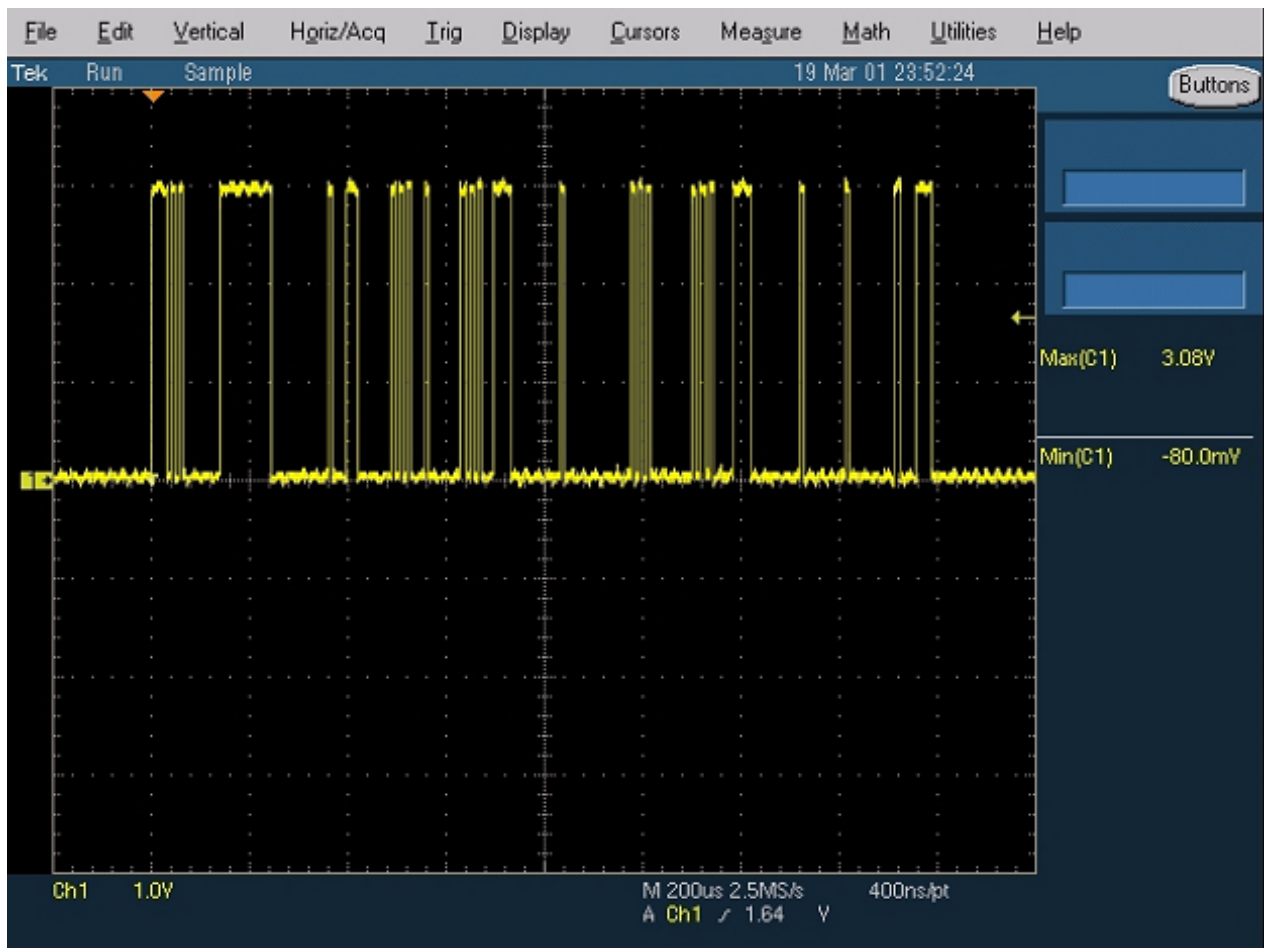 File Edit Vertical Horiz/Acq Trig Display Cursors Measure Math Utilities Help
Tek Run Sample 19 Mar 01 23:52:24 Buttons
Max(C1) 3.08V
Min(C1) -80.0mV
Ch1 1.0V M 200us 2.5MS/s 400ns/pt
A Ch1 1.64 V